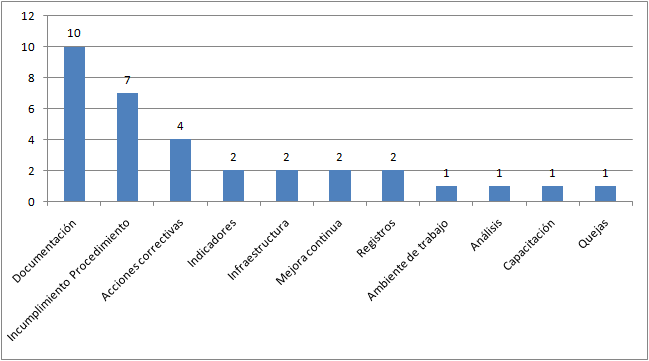 12
10
8
6
4
2
0
10
7
4
2
2
2
2
1
1
1
1
Documentación
Incumplimiento Procedimiento
Acciones correctivas
Indicadores
Infraestructura
Mejora continua
Registros
Ambiente de trabajo
Análisis
Capacitación
Quejas